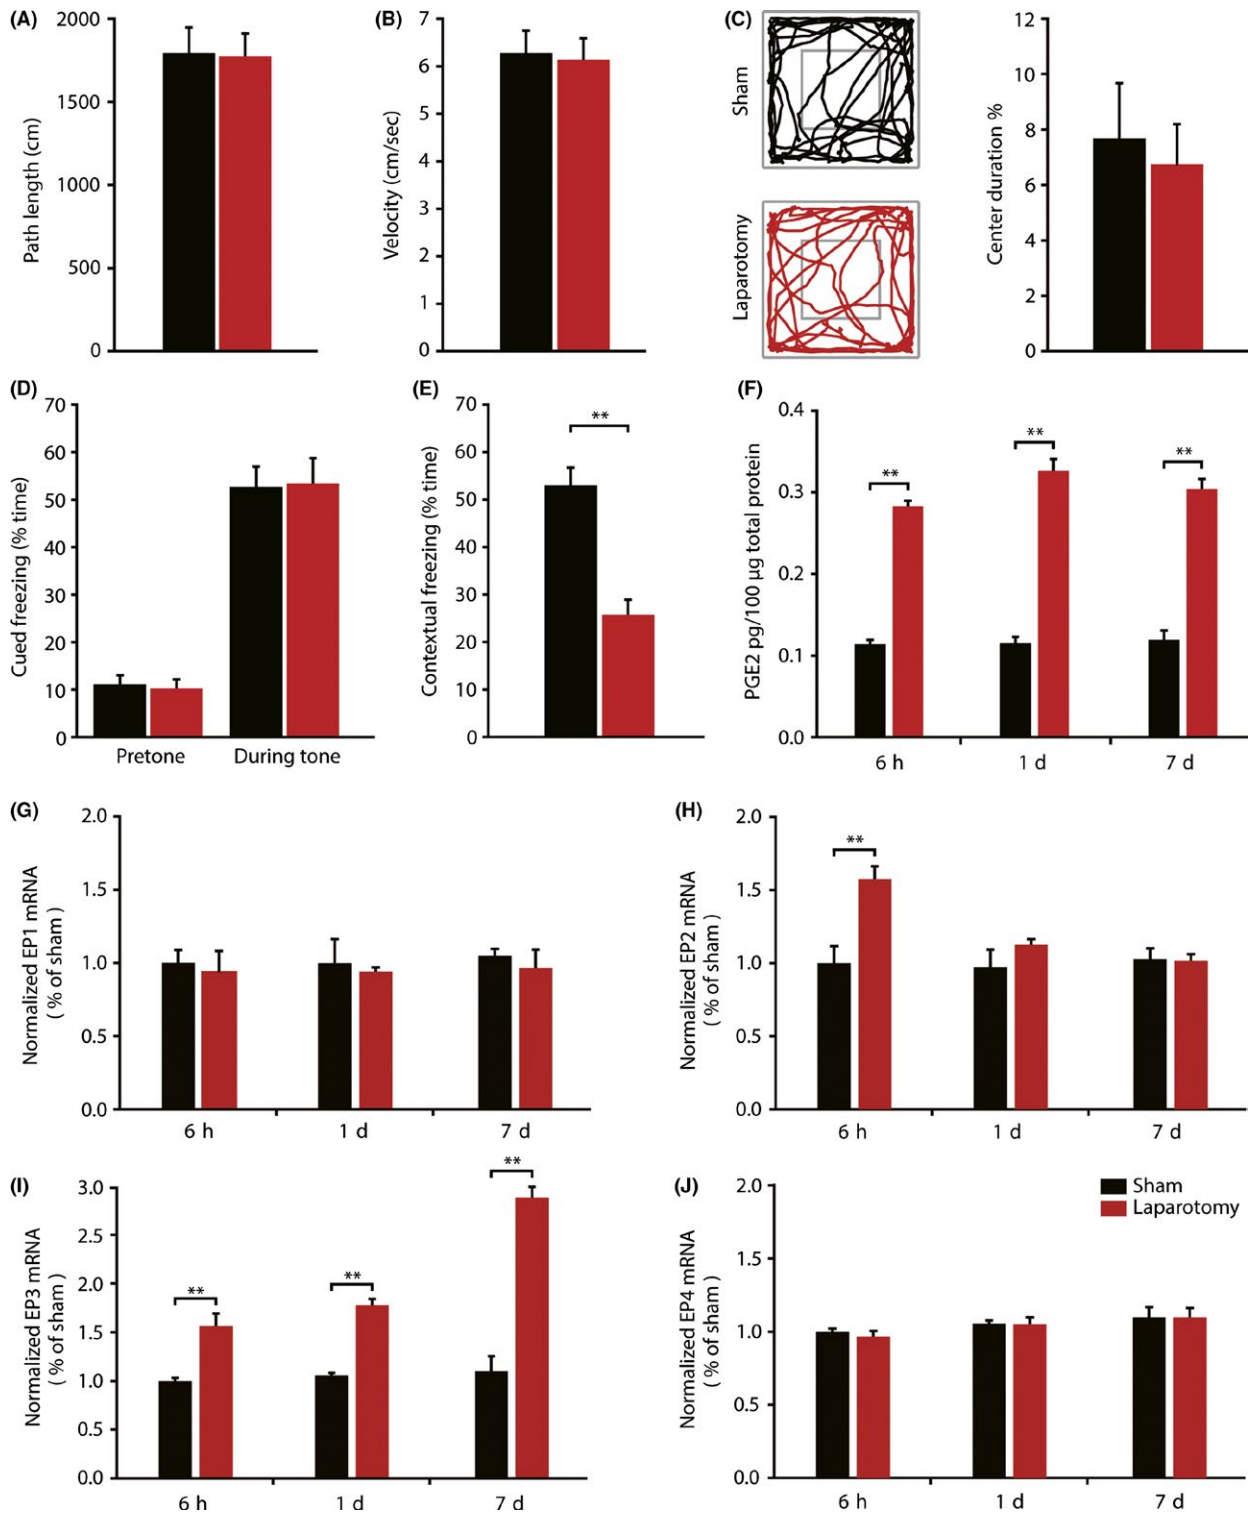 (A)
2000
1500
1000
500
0
Path length (cm)
(B)
7
6
5
4
3
2
1
0
Velocity (cm/sec)
(C)
Sham
Laparotomy
12
10
8
6
4
2
0
Center duration %
(D)
70
60
50
40
30
20
10
0
Cued freezing (% time)
Pretone
During tone
(E)
70
60
50
40
30
20
10
0
Contextual freezing (% time)
**
(F)
0.4
0.3
0.2
0.1
0.0
PGE2 pg/100 µg total protein
**
**
**
6 h
1 d
7 d
(G)
2.0
1.5
1.0
0.5
0.0
Normalized EP1 mRNA
( % of sham )
6 h
1 d
7 d
(H)
2.0
1.5
1.0
0.5
0.0
Normalized EP2 mRNA
( % of sham )
**
6 h
1 d
7 d
(I)
3.0
2.5
2.0
1.5
1.0
0.5
0.0
Normalized EP3 mRNA
( % of sham )
**
**
**
6 h
1 d
7 d
(J)
2.0
1.5
1.0
0.5
0.0
Normalized EP4 mRNA
( % of sham )
Sham
Laparotomy
6 h
1 d
7 d